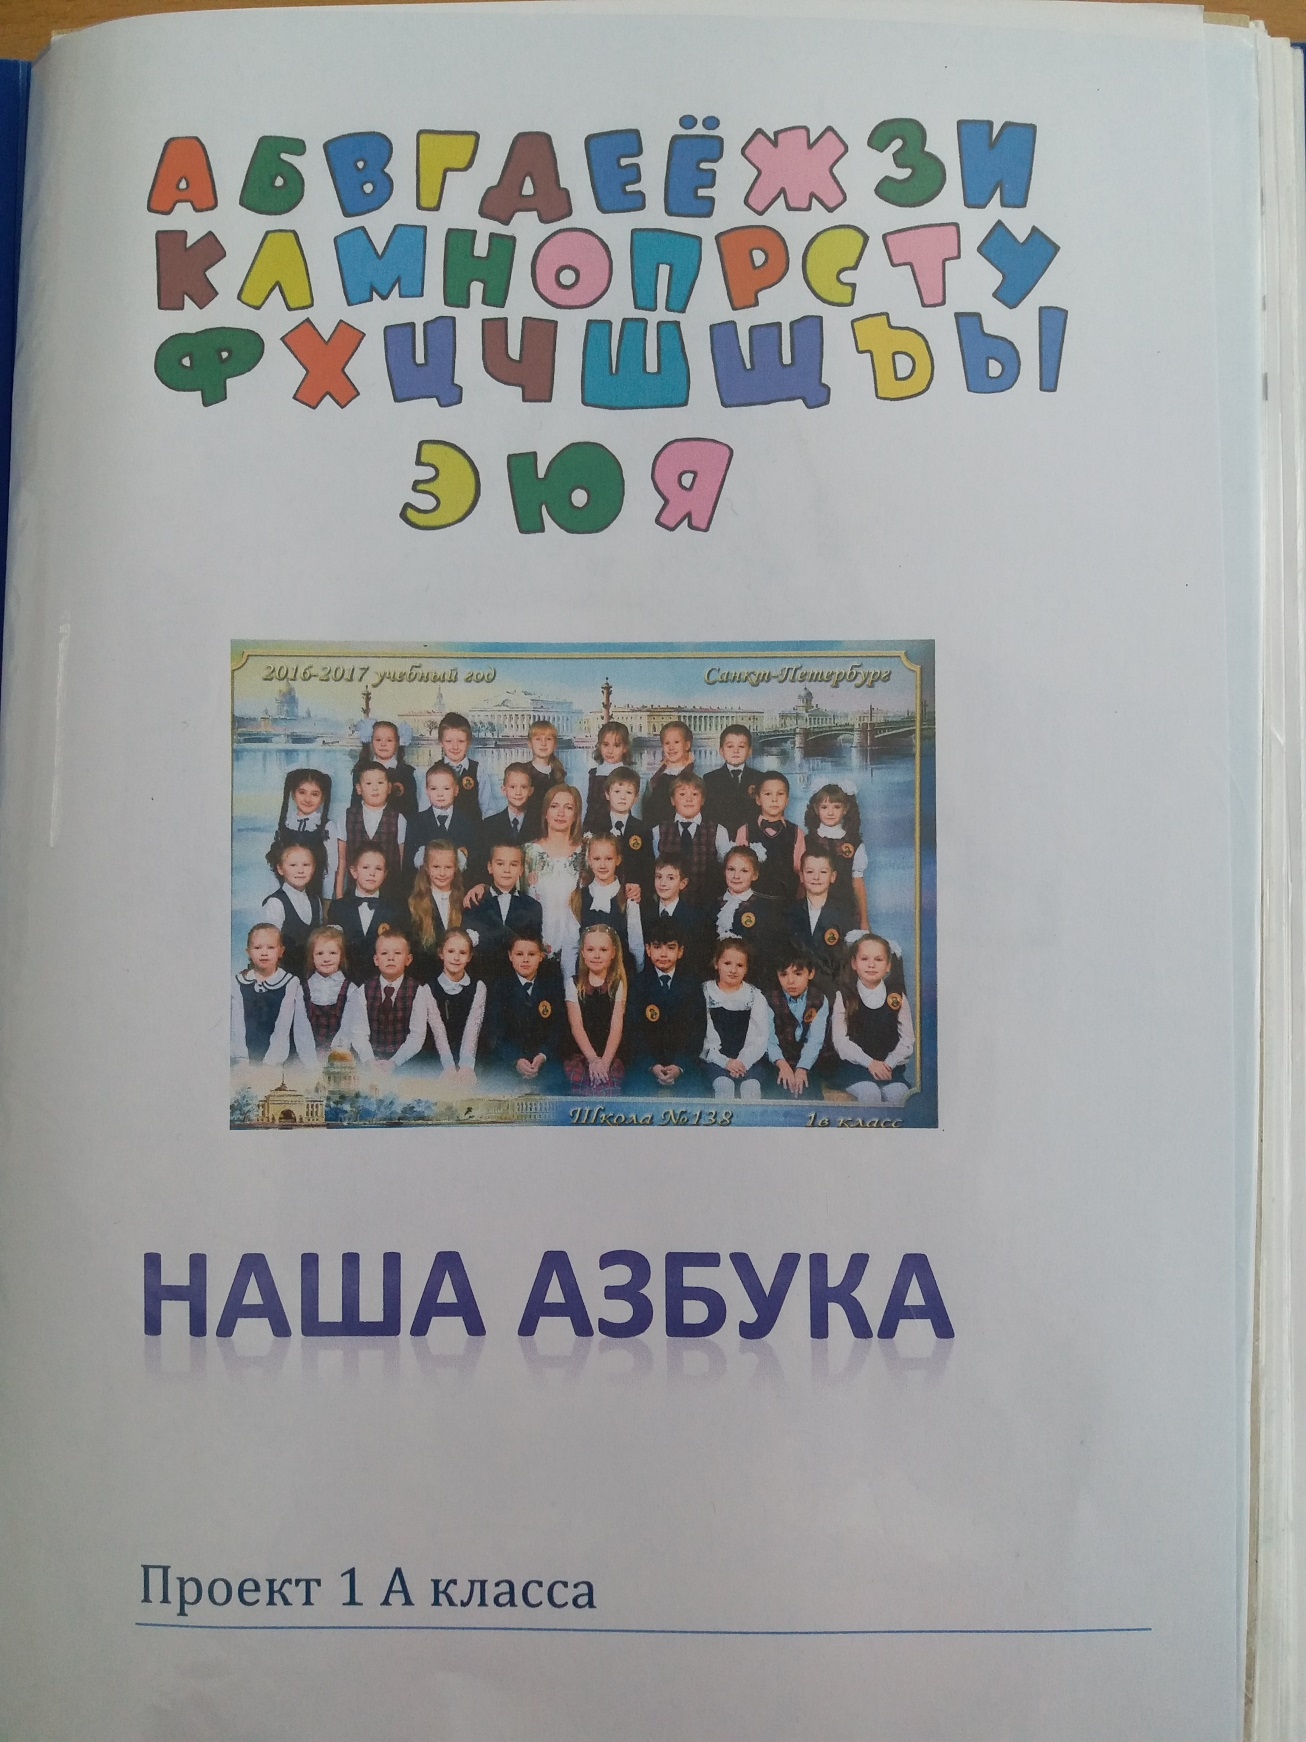 АБВГДЕЁЖЗИ
КЛМНОПРСТУ
ФХЦЧШЩЪЫ
ЭЮЯ
2016-2017 учебный год
Санкт-Петербург
Школа №138
1в класс
НАША АЗБУКА
Проект 1 А класса